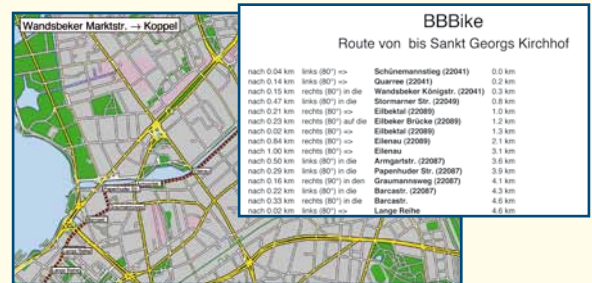 Wandsbeker Marktstr. → Koppel
BBBike
Route von bis Sankt Georgs Kirchhof
nach 0.04 km links (80°) => Schünemannstieg (22041) 0.0 km
nach 0.14 km links (80°) => Quarree (22041) 0.2 km
nach 0.15 km rechts (80°) in die Wandsbeker Königstr. (22041) 0.3 km
nach 0.47 km rechts (80°) in die Stormarner Str. (22049) 0.8 km
nach 0.21 km rechts (80°) => Eilbektal (22089) 1.0 km
nach 0.23 km rechts (80°) auf die Eilbeker Brücke (22089) 1.2 km
nach 0.02 km rechts (80°) => Eilbektal (22089) 1.3 km
nach 0.84 km rechts (80°) => Eilenau (22089) 2.1 km
nach 1.00 km rechts (80°) => Eilenau 3.1 km
nach 0.50 km links (80°) in die Armgartstr. (22087) 3.6 km
nach 0.29 km links (80°) in die Papenhuder Str. (22087) 3.9 km
nach 0.16 km rechts (90°) in den Graumannsweg (22087) 4.1 km
nach 0.22 km links (80°) in die Barcastr. (22087) 4.3 km
nach 0.33 km rechts (80°) in die Barcastr. 4.6 km
nach 0.02 km links (80°) => Lange Reihe 4.6 km
Papenhuder Str.
Lange Reihe
Lange Reihe